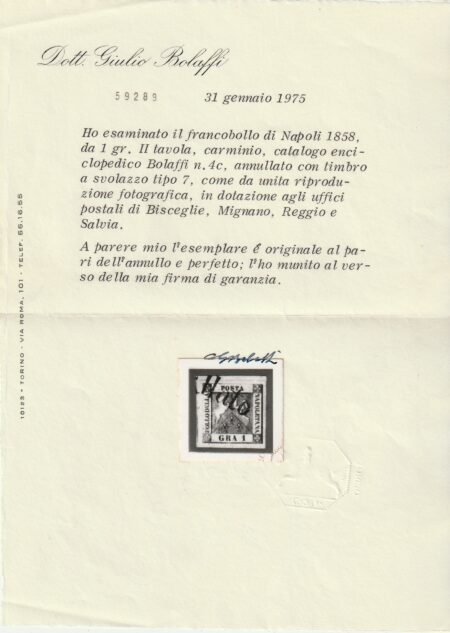 Dott. Giulio Bolaffi
59289 31 gennaio 1975
Ho esaminato il francobollo di Napoli 1858,
da 1 gr. II tavola, carminio, catalogo enci-
clopedico Bolaffi n.4c, annullato con timbro
a svolazzo tipo 7, come da unita riprodu-
zione fotografica, in dotazione agli uffici
postali di Bisceglie, Mignano, Reggio e
Salvia.
A parere mio l'esemplare é originale al pa-
ri dell'annullo e perfetto; l'ho munito al ver-
so della mia firma di garanzia.
10123 • TORINO - VIA ROMA, 101 - TELEF. 55.16.55
GBolaffi
POSTA
BOLLO DELLA
NAPOLETANA
GRA 1